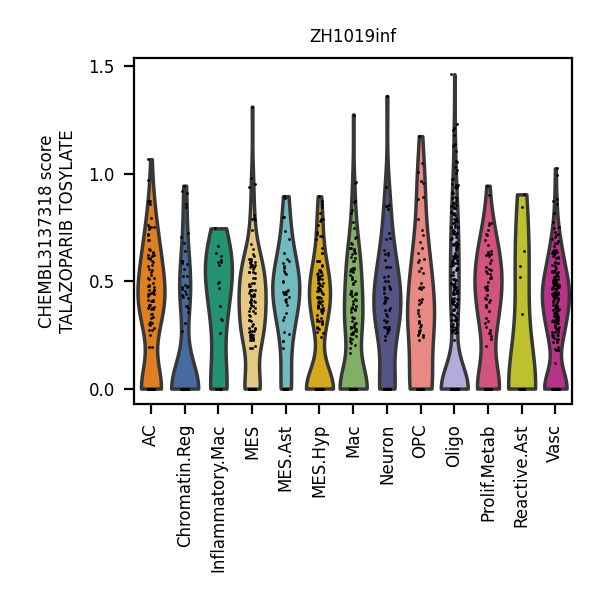 ZH1019inf
CHEMBL3137318 score
TALAZOPARIB TOSYLATE
1.5
1.0
0.5
0.0
AC
Chromatin.Reg
Inflammatory.Mac
MES
MES.Ast
MES.Hyp
Mac
Neuron
OPC
Oligo
Prolif.Metab
Reactive.Ast
Vasc